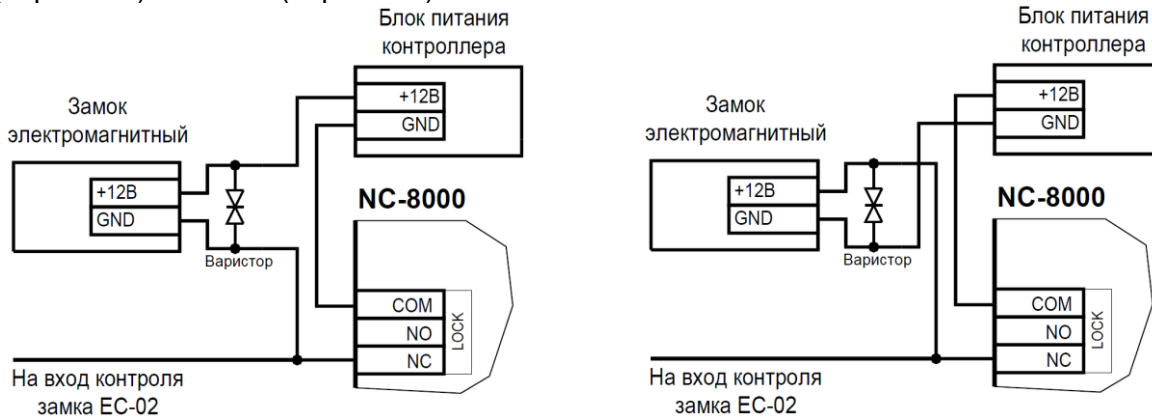 Блок питания
контроллера
+12В
GND
Замок
электромагнитный
+12В
GND
Варистор
NC-8000
COM
NO
NC
LOCK
На вход контроля
замка ЕС-02
Блок питания
контроллера
+12В
GND
Замок
электромагнитный
+12В
GND
Варистор
NC-8000
COM
NO
NC
LOCK
На вход контроля
замка ЕС-02